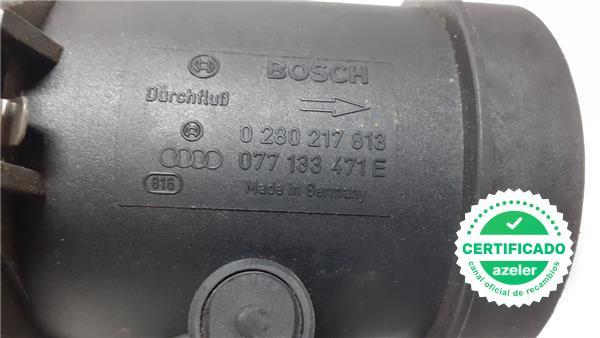 BOSCH
Durchfluß
0 280 217 813
077 133 471 E
816 Made in Germany
CERTIFICADO
azeler
canal oficial de recambios